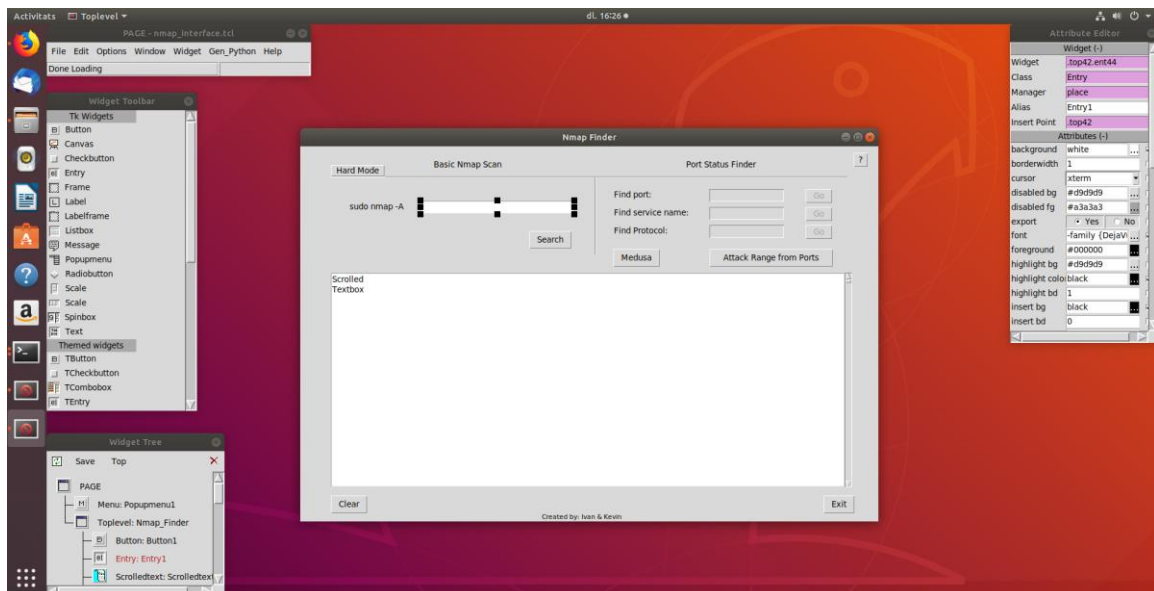 Activitats Toplevel dl. 16:26
PAGE - nmap_interface.tcl
File Edit Options Window Widget Gen_Python Help
Done Loading
Widget Toolbar
Tk Widgets
Button
Canvas
Checkbutton
Entry
Frame
Label
Labelframe
Listbox
Message
Popupmenu
Radiobutton
Scale
Scale
Spinbox
Text
Themed widgets
TButton
TCheckbutton
TCombobox
TEntry
Widget Tree
Save Top
PAGE
Menu: Popupmenu1
Toplevel: Nmap_Finder
Button: Button1
Entry: Entry1
Scrolledtext: Scrolledtext
Nmap Finder
Hard Mode Basic Nmap Scan Port Status Finder ?
sudo nmap -A
Search
Find port: Go
Find service name: Go
Find Protocol: Go
Medusa Attack Range from Ports
Scrolled
Textbox
Clear Exit
Created by: Ivan & Kevin
Attribute Editor
Widget (-)
Widget .top42.ent44
Class Entry
Manager place
Alias Entry1
Insert Point .top42
Attributes (-)
background white ...
borderwidth 1
cursor xterm
disabled bg #d9d9d9 ...
disabled fg #a3a3a3 ...
export Yes No
font -family {DejaV ...
foreground #000000 ...
highlight bg #d9d9d9 ...
highlight colo black ...
highlight bd 1
insert bg black ...
insert bd 0